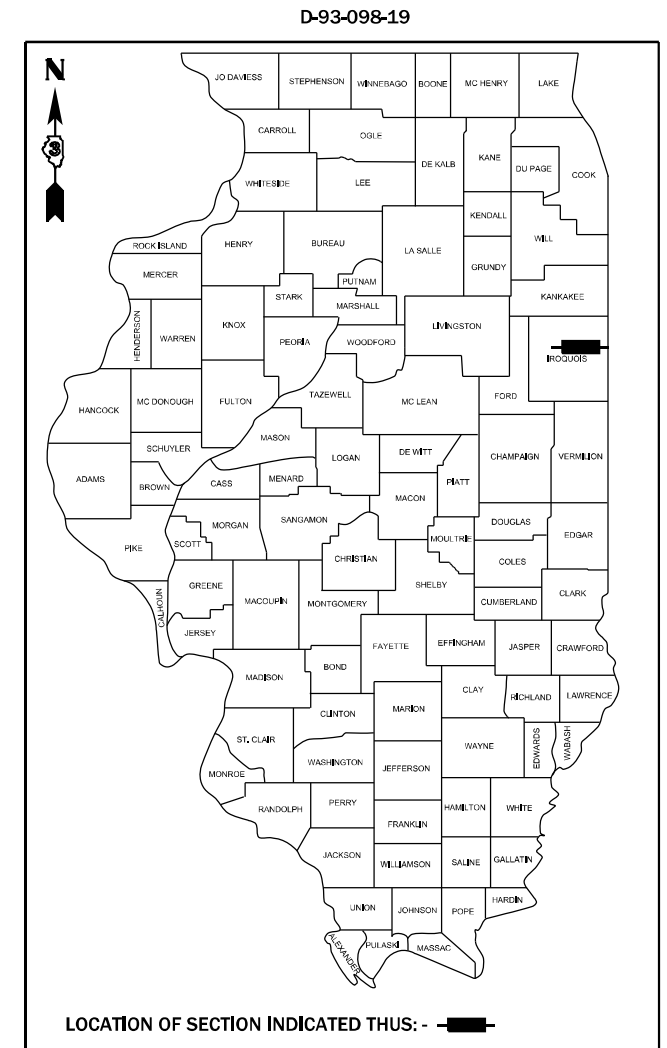 D-93-098-19
N
3
JO DAVIESS STEPHENSON WINNEBAGO BOONE MC HENRY LAKE
CARROLL OGLE
DE KALB KANE DU PAGE COOK
WHITESIDE LEE
KENDALL
ROCK ISLAND HENRY BUREAU LA SALLE WILL
GRUNDY
MERCER PUTNAM
STARK MARSHALL KANKAKEE
HENDERSON WARREN KNOX PEORIA WOODFORD LIVINGSTON
IROQUOIS
HANCOCK MC DONOUGH FULTON TAZEWELL MC LEAN FORD
MASON
SCHUYLER LOGAN DE WITT CHAMPAIGN VERMILION
ADAMS BROWN CASS MENARD PIATT
MACON
MORGAN SANGAMON DOUGLAS
PIKE SCOTT CHRISTIAN MOULTRIE EDGAR
COLES
GREENE SHELBY
CALHOUN MACOUPIN MONTGOMERY CUMBERLAND CLARK
JERSEY
FAYETTE EFFINGHAM JASPER CRAWFORD
MADISON BOND
CLAY RICHLAND LAWRENCE
CLINTON MARION
ST. CLAIR WAYNE EDWARDS WABASH
WASHINGTON JEFFERSON
MONROE
RANDOLPH PERRY HAMILTON WHITE
FRANKLIN
JACKSON WILLIAMSON SALINE GALLATIN
HARDIN
UNION JOHNSON POPE
ALEXANDER PULASKI MASSAC
LOCATION OF SECTION INDICATED THUS: -